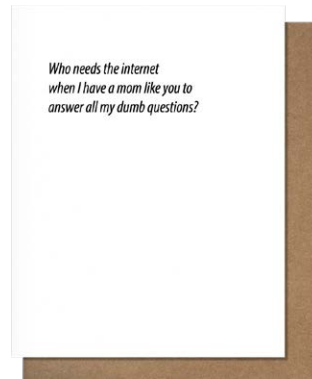 Who needs the internet
when I have a mom like you to
answer all my dumb questions?